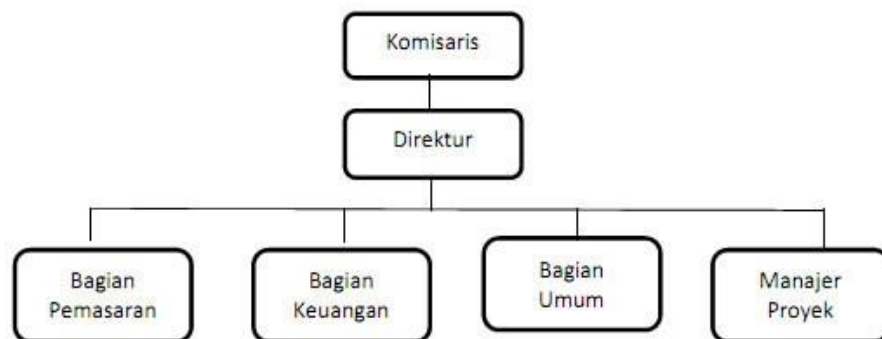 Komisaris
Direktur
Bagian
Pemasaran
Bagian
Keuangan
Bagian
Umum
Manajer
Proyek